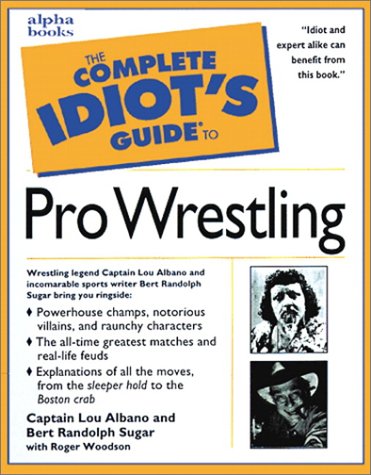 alpha
books
THE
COMPLETE
IDIOT'S
GUIDE® TO
"Idiot and
expert alike can
benefit from
this book."
Pro Wrestling
Wrestling legend Captain Lou Albano and
incomarable sports writer Bert Randolph
Sugar bring you ringside:
♦ Powerhouse champs, notorious
villains, and raunchy characters
♦ The all-time greatest matches and
real-life feuds
♦ Explanations of all the moves,
from the sleeper hold to the
Boston crab
Captain Lou Albano and
Bert Randolph Sugar
with Roger Woodson